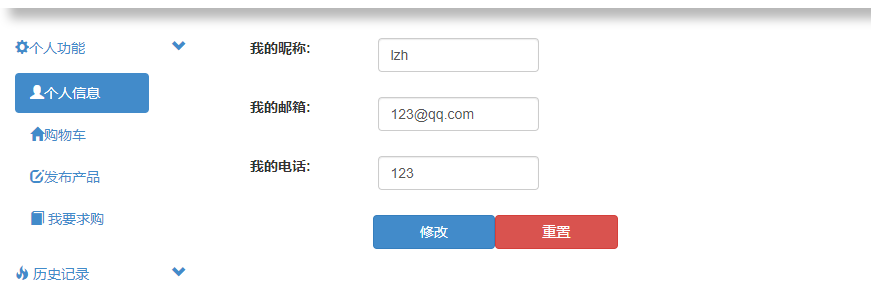 个人功能
个人信息
购物车
发布产品
我要求购
历史记录
我的昵称: lzh
我的邮箱: 123@qq.com
我的电话: 123
修改 重置